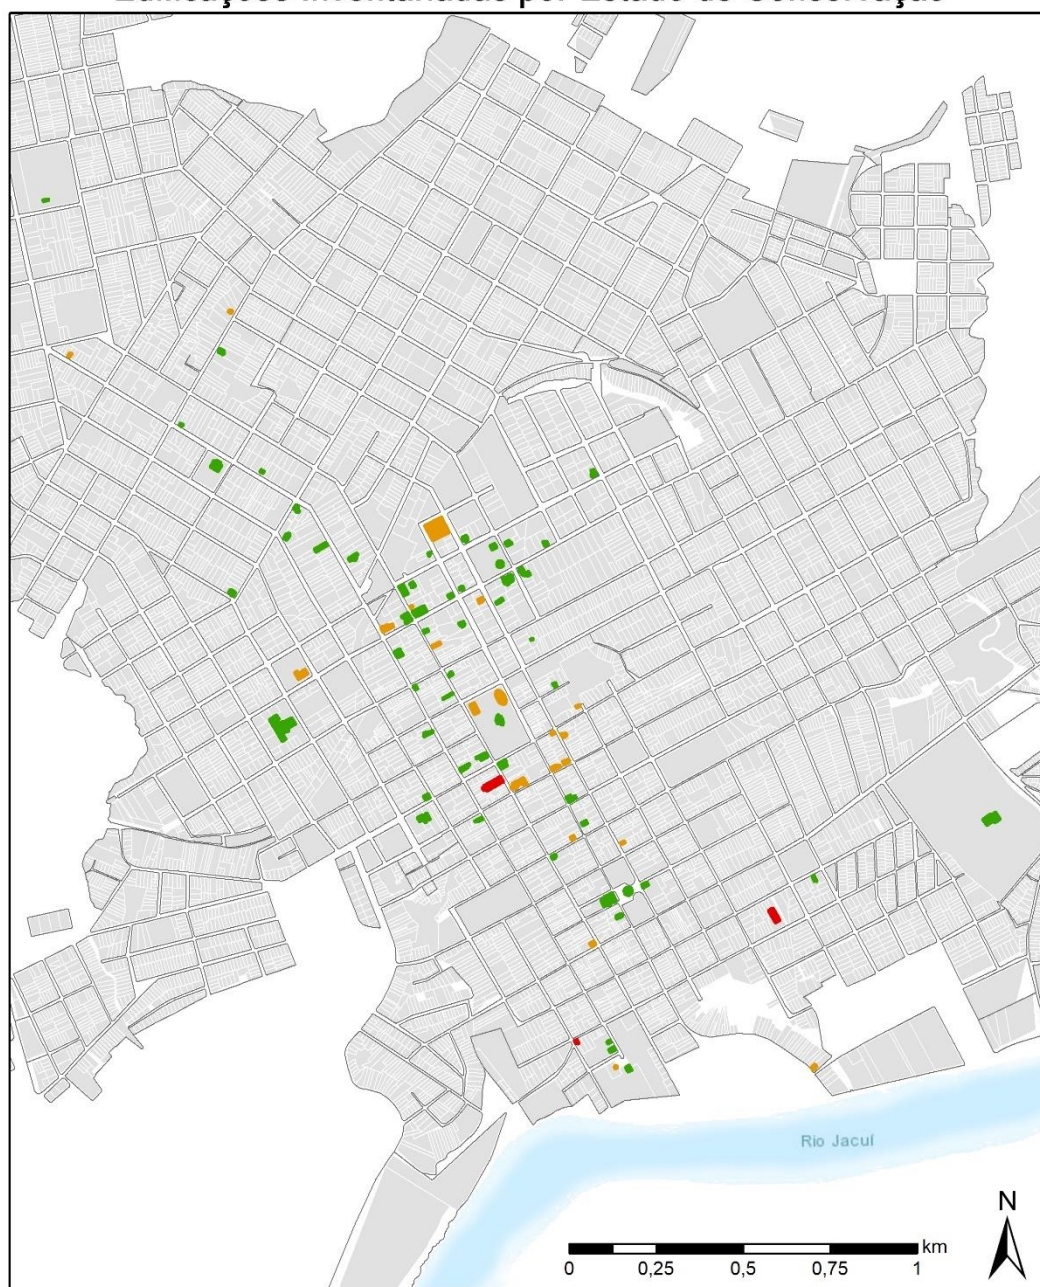 Edificações Inventariadas por Estado de Conservação
Rio Jacuí
N
km
0 0,25 0,5 0,75 1